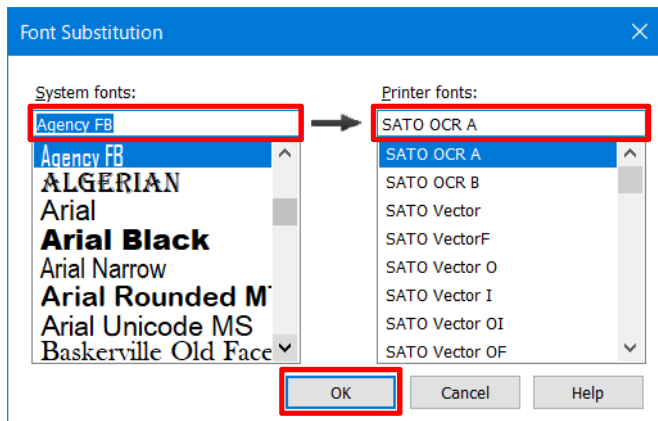 Font Substitution
System fonts:
Agency FB
Agency FB
ALGERIAN
Arial
Arial Black
Arial Narrow
Arial Rounded MT
Arial Unicode MS
Baskerville Old Face
Printer fonts:
SATO OCR A
SATO OCR A
SATO OCR B
SATO Vector
SATO VectorF
SATO Vector O
SATO Vector I
SATO Vector OI
SATO Vector OF
OK
Cancel
Help